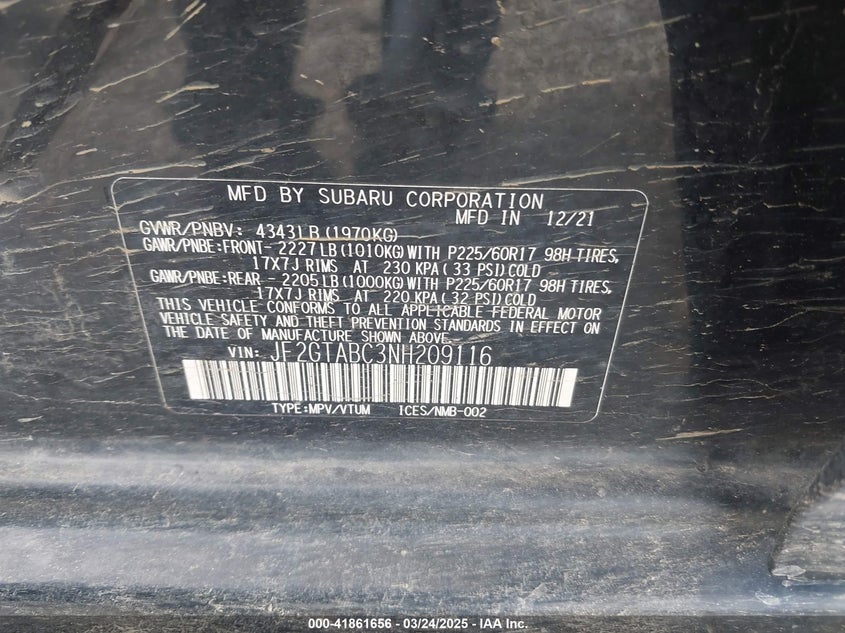 MFD BY SUBARU CORPORATION
MFD IN 12/21
GVWR/PNBV: 4343LB (1970KG)
GAWR/PNBE:FRONT- 2227LB (1010KG) WITH P225/60R17 98H TIRES,
17X7J RIMS AT 230 KPA (33 PSI) COLD
GAWR/PNBE:REAR - 2205LB (1000KG) WITH P225/60R17 98H TIRES,
17X7J RIMS AT 220 KPA (32 PSI) COLD
THIS VEHICLE CONFORMS TO ALL APPLICABLE FEDERAL MOTOR
VEHICLE SAFETY AND THEFT PREVENTION STANDARDS IN EFFECT ON
THE DATE OF MANUFACTURE SHOWN ABOVE.
VIN: JF2GTABC3NH209116
TYPE:MPV/VTUM ICES/NMB-002
000-41861656 - 03/24/2025 - IAA Inc.